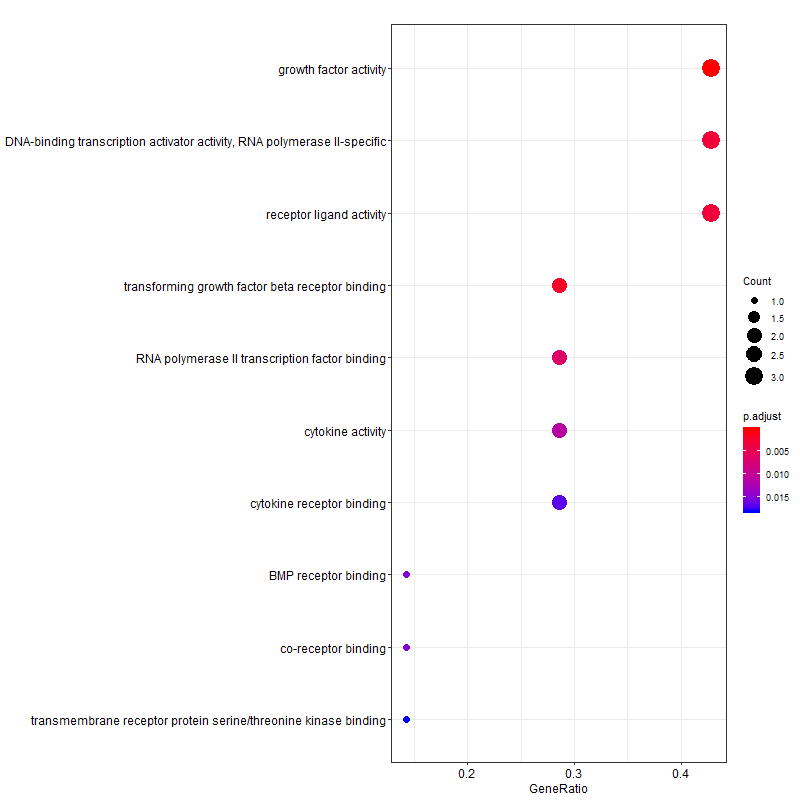 growth factor activity
DNA-binding transcription activator activity, RNA polymerase II-specific
receptor ligand activity
transforming growth factor beta receptor binding
RNA polymerase II transcription factor binding
cytokine activity
cytokine receptor binding
BMP receptor binding
co-receptor binding
transmembrane receptor protein serine/threonine kinase binding
0.2 0.3 0.4
GeneRatio
Count
1.0
1.5
2.0
2.5
3.0
p.adjust
0.005
0.010
0.015